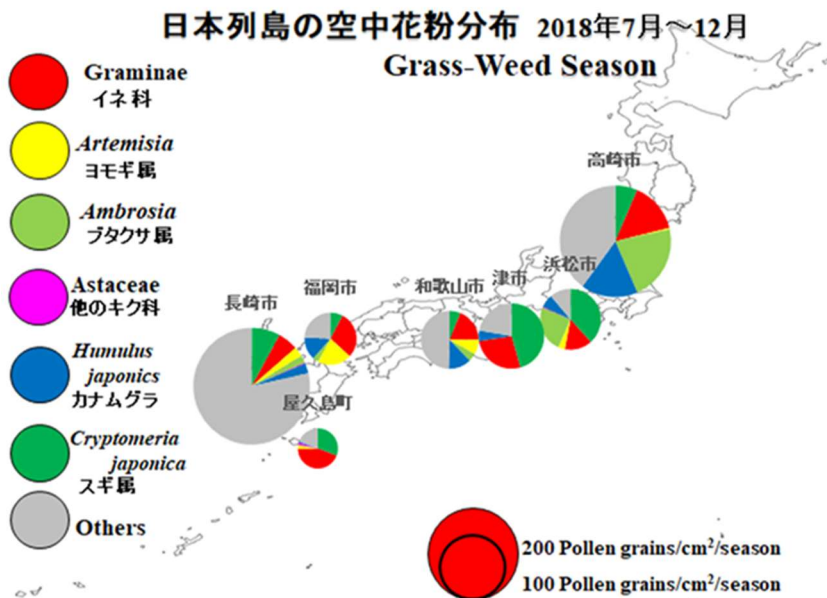 日本列島の空中花粉分布 2018年7月～12月
Grass-Weed Season
Graminae
イネ科
Artemisia
ヨモギ属
Ambrosia
ブタクサ属
Astaceae
他のキク科
Humulus
japonics
カナムグラ
Cryptomeria
japonica
スギ属
Others
高崎市
浜松市
津市
和歌山市
福岡市
長崎市
屋久島町
200 Pollen grains/cm²/season
100 Pollen grains/cm²/season